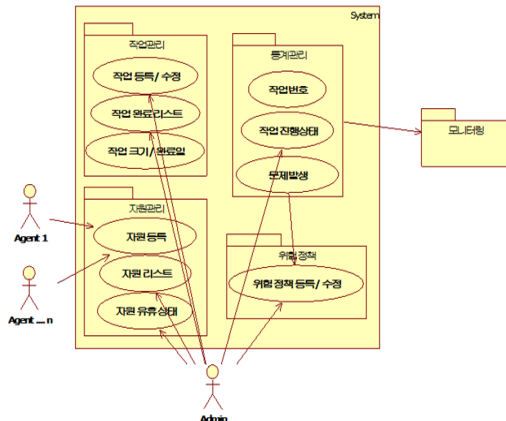 System
작업관리
작업 등록/ 수정
작업 완료 리스트
작업 크기/ 완료일
통계관리
작업 번호
작업 진행상태
문제발생
모니터링
자원관리
자원 등록
자원 리스트
자원 유휴 상태
위험 정책
위험 정책 등록/ 수정
Agent 1
Agent .... n
Admin